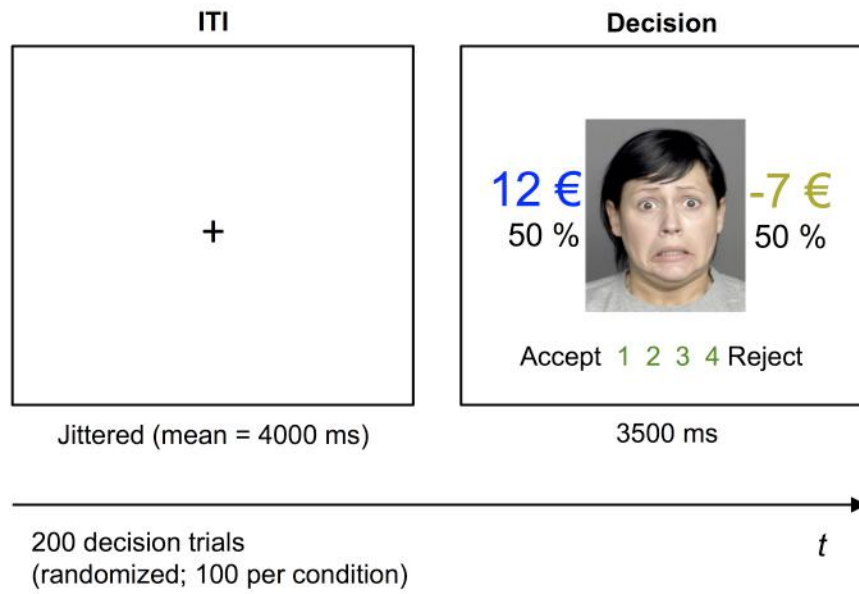 ITI
Decision
+
12 €
50 %
-7 €
50 %
Accept 1 2 3 4 Reject
Jittered (mean = 4000 ms)
3500 ms
200 decision trials
(randomized; 100 per condition)
t